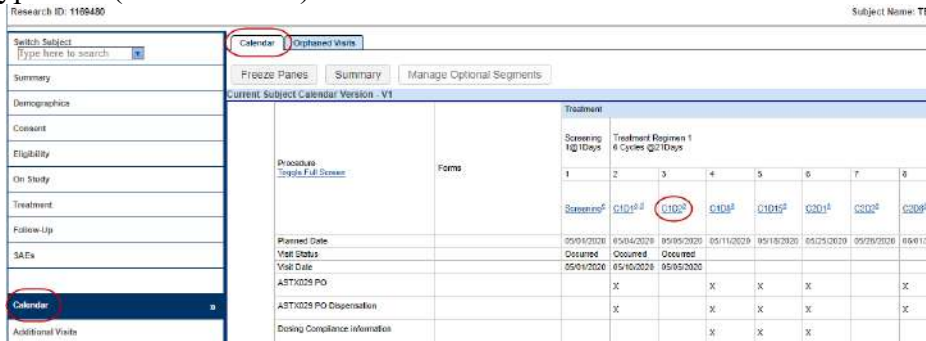 Research ID: 1169480
Subject Name: TE
Switch Subject
Type here to search
Summary
Demographics
Consent
Eligibility
On Study
Treatment
Follow-Up
SAEs
Calendar »
Additional Visits
Calendar Orphaned Visits
Freeze Panes Summary Manage Optional Segments
Current Subject Calendar Version - V1
Treatment
Screening Treatment Regimen 1
1@1Days 6 Cycles @21Days
Procedure Forms
Toggle Full Screen
1 2 3 4 5 6 7 8
Screening C1D1 C1D2 C1D8 C1D15 C2D1 C2D2 C2D8
Planned Date 05/01/2020 05/04/2020 05/05/2020 05/11/2020 05/18/2020 05/25/2020 05/26/2020 06/01/
Visit Status Occurred Occurred Occurred
Visit Date 05/01/2020 05/10/2020 05/05/2020
ASTX029 PO X X X X X
ASTX029 PO Dispensation X X X X X
Dosing Compliance information X X X